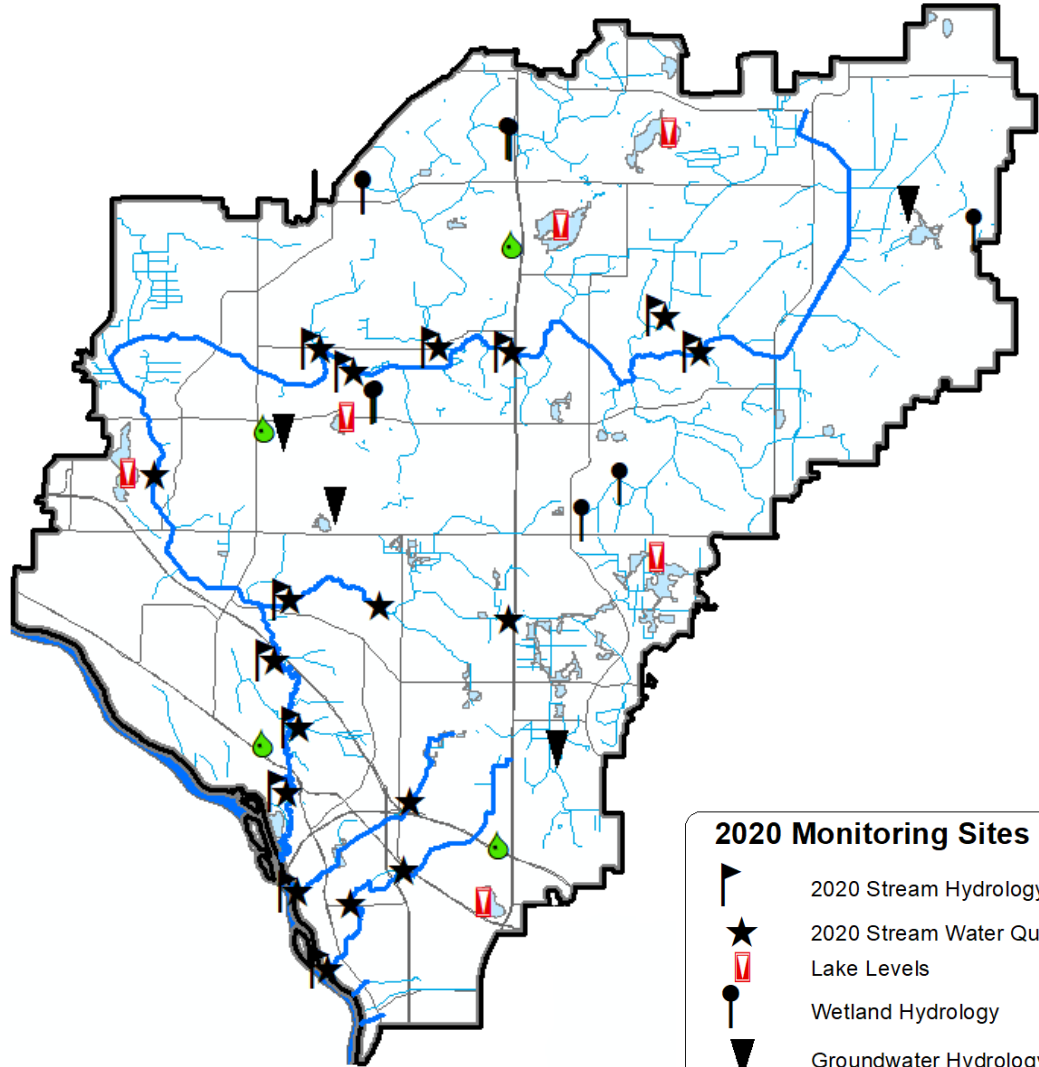 2020 Monitoring Sites
2020 Stream Hydrology
2020 Stream Water Qu
Lake Levels
Wetland Hydrology
Groundwater Hydrology